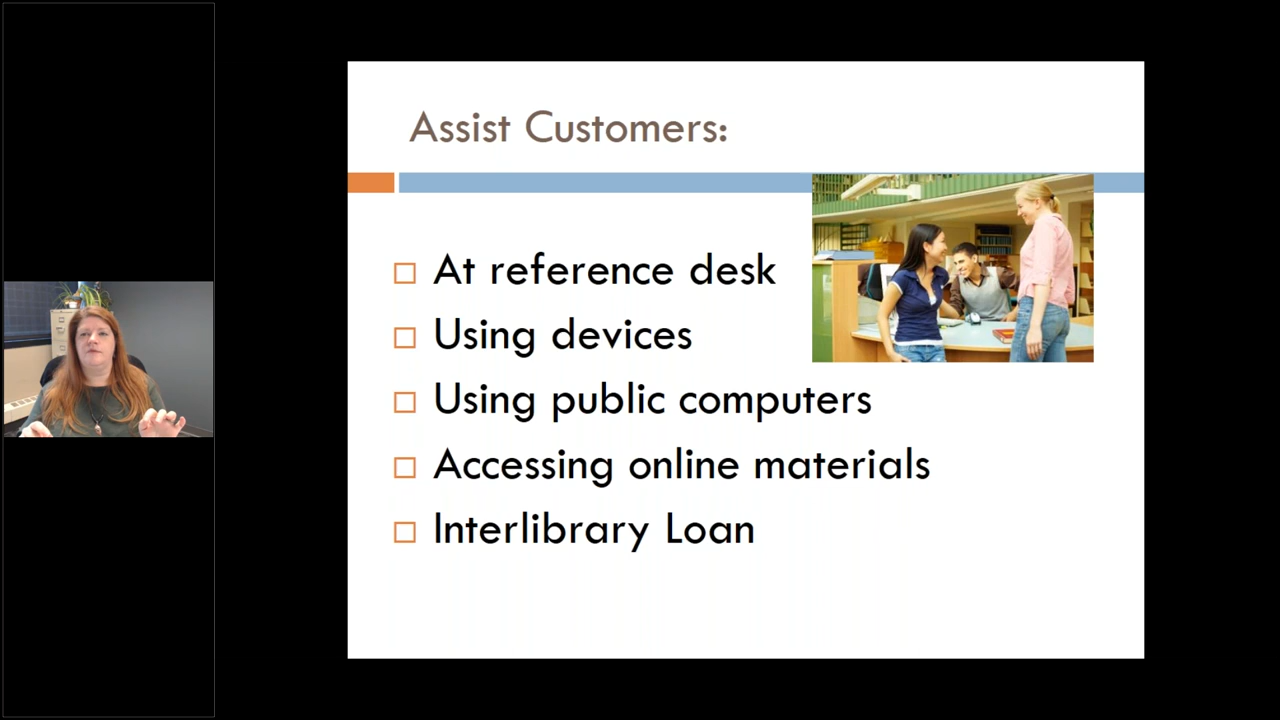 Assist Customers:
At reference desk
Using devices
Using public computers
Accessing online materials
Interlibrary Loan